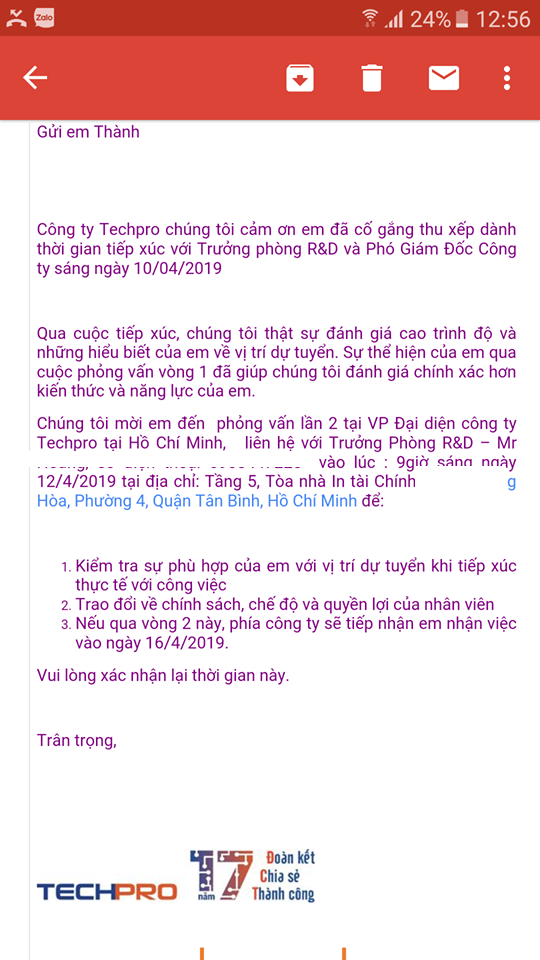 Zalo
24%
12:56
Gửi em Thành
Công ty Techpro chúng tôi cảm ơn em đã cố gắng thu xếp dành
thời gian tiếp xúc với Trưởng phòng R&D và Phó Giám Đốc Công
ty sáng ngày 10/04/2019
Qua cuộc tiếp xúc, chúng tôi thật sự đánh giá cao trình độ và
những hiểu biết của em về vị trí dự tuyển. Sự thể hiện của em qua
cuộc phỏng vấn vòng 1 đã giúp chúng tôi đánh giá chính xác hơn
kiến thức và năng lực của em.
Chúng tôi mời em đến phỏng vấn lần 2 tại VP Đại diện công ty
Techpro tại Hồ Chí Minh, liên hệ với Trưởng Phòng R&D – Mr
vào lúc : 9giờ sáng ngày
12/4/2019 tại địa chỉ: Tầng 5, Tòa nhà In tài Chính g
Hòa, Phường 4, Quận Tân Bình, Hồ Chí Minh để:
1. Kiểm tra sự phù hợp của em với vị trí dự tuyển khi tiếp xúc
thực tế với công việc
2. Trao đổi về chính sách, chế độ và quyền lợi của nhân viên
3. Nếu qua vòng 2 này, phía công ty sẽ tiếp nhận em nhận việc
vào ngày 16/4/2019.
Vui lòng xác nhận lại thời gian này.
Trân trọng,
TECHPRO
17 năm
Đoàn kết
Chia sẻ
Thành công